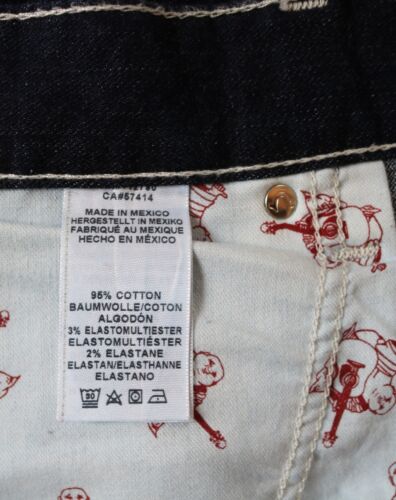 CA#57414
MADE IN MEXICO
HERGESTELLT IN MEXIKO
FABRIQUÉ AU MEXIQUE
HECHO EN MÉXICO
95% COTTON
BAUMWOLLE/COTON
ALGODÓN
3% ELASTOMULTIESTER
ELASTOMULTIÉSTER
2% ELASTANE
ELASTAN/ELASTHANNE
ELASTANO
30